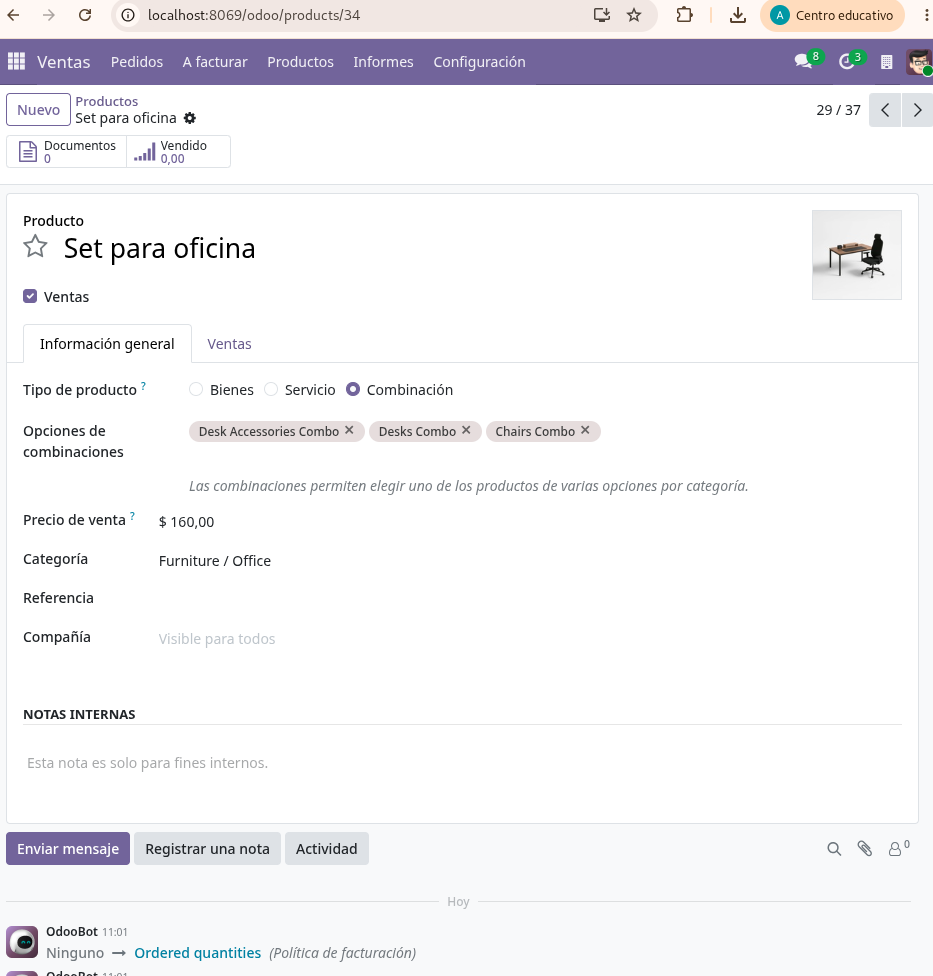 localhost:8069/odoo/products/34
A Centro educativo
Ventas Pedidos A facturar Productos Informes Configuración 8 3
Nuevo Productos
Set para oficina
29 / 37
Documentos
0
Vendido
0,00
Producto
Set para oficina
Ventas
Información general Ventas
Tipo de producto ? Bienes Servicio Combinación
Opciones de
combinaciones
Desk Accessories Combo Desks Combo Chairs Combo
Las combinaciones permiten elegir uno de los productos de varias opciones por categoría.
Precio de venta ? $ 160,00
Categoría Furniture / Office
Referencia
Compañía Visible para todos
NOTAS INTERNAS
Esta nota es solo para fines internos.
Enviar mensaje Registrar una nota Actividad 0
Hoy
OdooBot 11:01
Ninguno → Ordered quantities (Política de facturación)
OdooBot 11:01